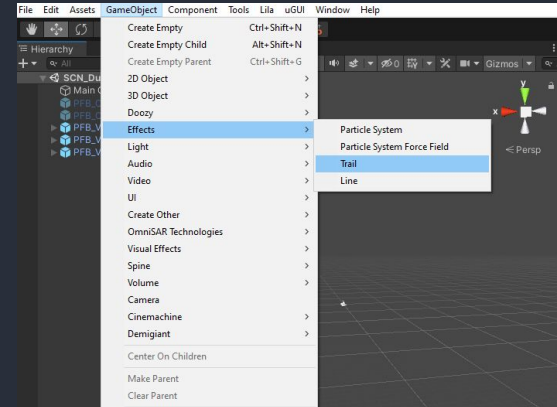 File Edit Assets GameObject Component Tools Lila uGUI Window Help
Hierarchy
All
Gizmos
SCN_Du
Main C
PFB_C
PFB_
PFB_V
PFB_V
PFB_V
Create Empty Ctrl+Shift+N
Create Empty Child Alt+Shift+N
Create Empty Parent Ctrl+Shift+G
2D Object
3D Object
Doozy
Effects
Light
Audio
Video
UI
Create Other
OmniSAR Technologies
Visual Effects
Spine
Volume
Camera
Cinemachine
Demigiant
Center On Children
Make Parent
Clear Parent
Particle System
Particle System Force Field
Trail
Line
0
y
x
Persp